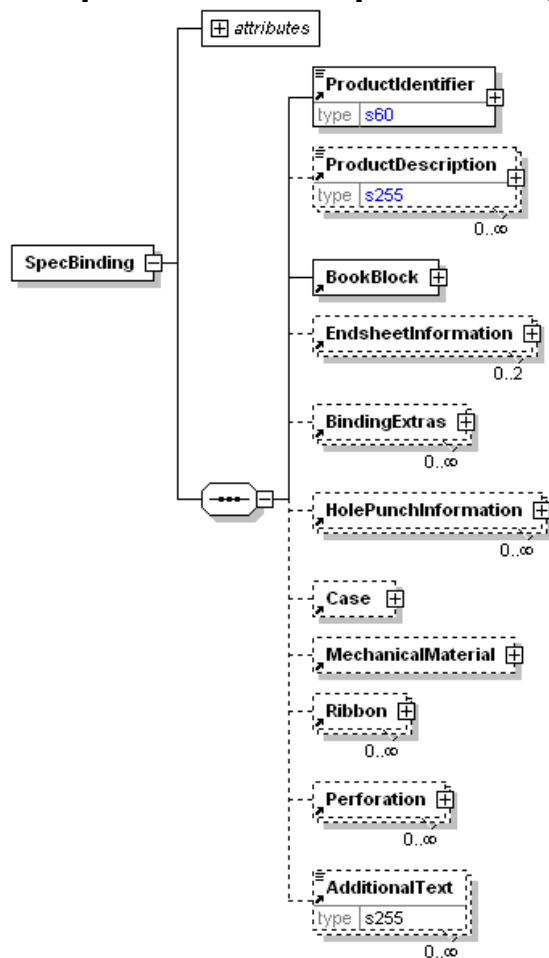 attributes
ProductIdentifier
type s60
ProductDescription
type s255
0..∞
SpecBinding
BookBlock
EndsheetInformation
0..2
BindingExtras
0..∞
HolePunchInformation
0..∞
Case
MechanicalMaterial
Ribbon
0..∞
Perforation
0..∞
AdditionalText
type s255
0..∞